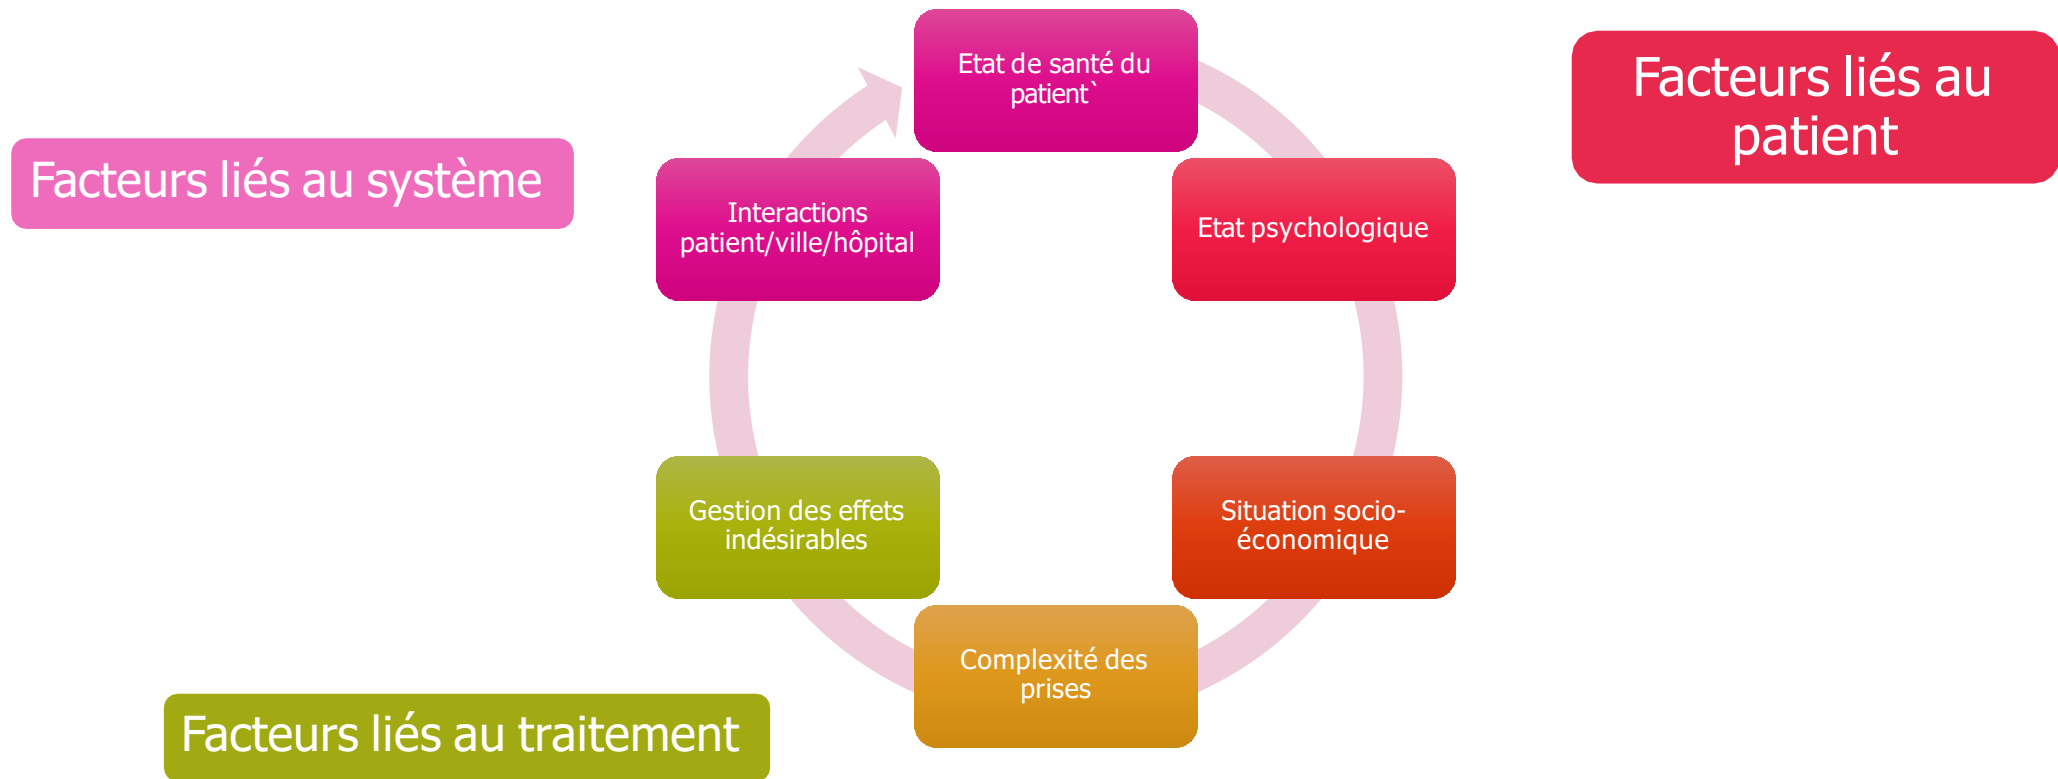 Etat de santé du
patient`
Facteurs liés au
patient
Facteurs liés au système
Interactions
patient/ville/hôpital
Etat psychologique
Gestion des effets
indésirables
Situation socio-
économique
Complexité des
prises
Facteurs liés au traitement